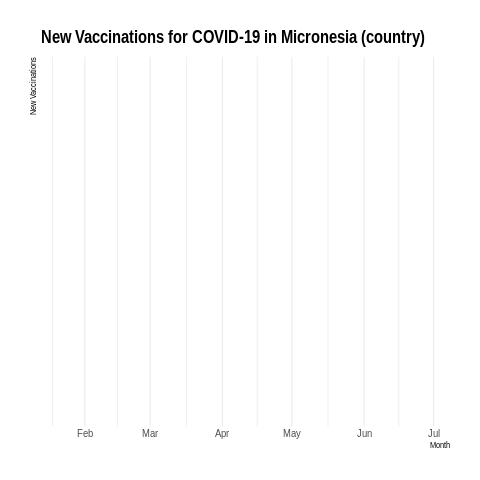 New Vaccinations for COVID-19 in Micronesia (country)
New Vaccinations
Feb Mar Apr May Jun Jul
Month